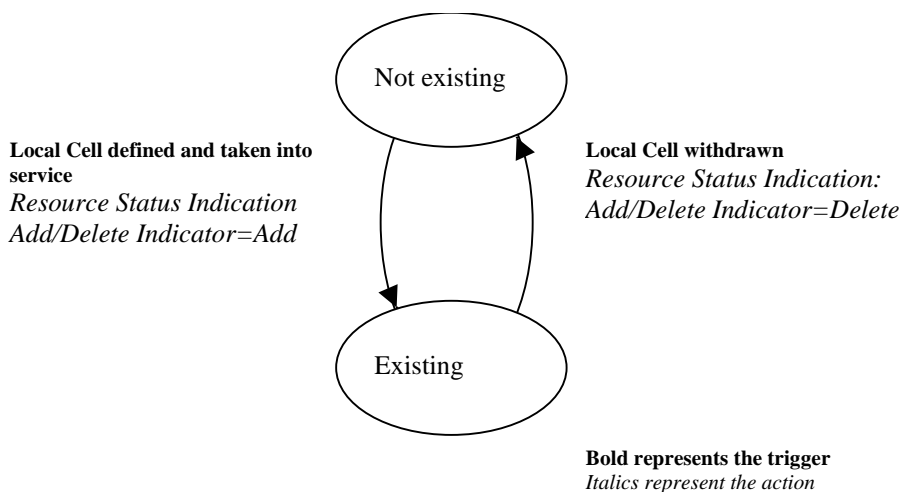 Not existing
Local Cell defined and taken into
service
Resource Status Indication
Add/Delete Indicator=Add
Local Cell withdrawn
Resource Status Indication:
Add/Delete Indicator=Delete
Existing
Bold represents the trigger
Italics represent the action